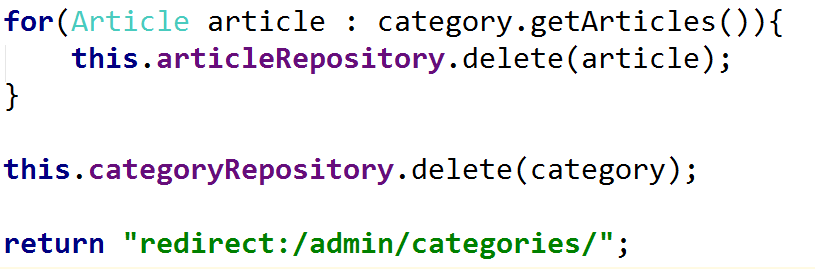 for(Article article : category.getArticles()){
    this.articleRepository.delete(article);
}
this.categoryRepository.delete(category);
return "redirect:/admin/categories/";